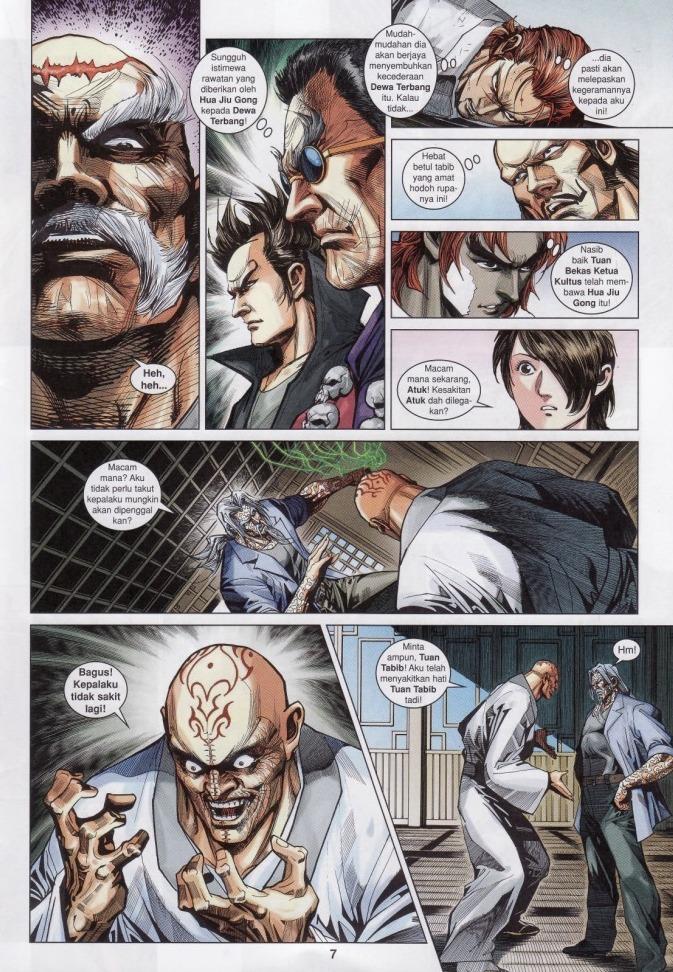 Heh,
heh...
Sungguh
istimewa
rawatan yang
diberikan oleh
Hua Jiu Gong
kepada Dewa
Terbang!
Mudah-
mudahan dia
akan berjaya
menyembuhkan
kecederaan
Dewa Terbang
itu. Kalau
tidak...
...dia
pasti akan
melepaskan
kegeramannya
kepada aku
ini!
Hebat
betul tabib
yang amat
hodoh rupa-
nya ini!
Nasib
baik Tuan
Bekas Ketua
Kultus telah mem-
bawa Hua Jiu
Gong itu!
Macam
mana sekarang,
Atuk! Kesakitan
Atuk dah dilega-
kan?
Macam
mana? Aku
tidak perlu takut
kepalaku mungkin
akan dipenggal
kan?
Bagus!
Kepalaku
tidak sakit
lagi!
Minta
ampun, Tuan
Tabib! Aku telah
menyakitkan hati
Tuan Tabib
tadi!
Hm!
7